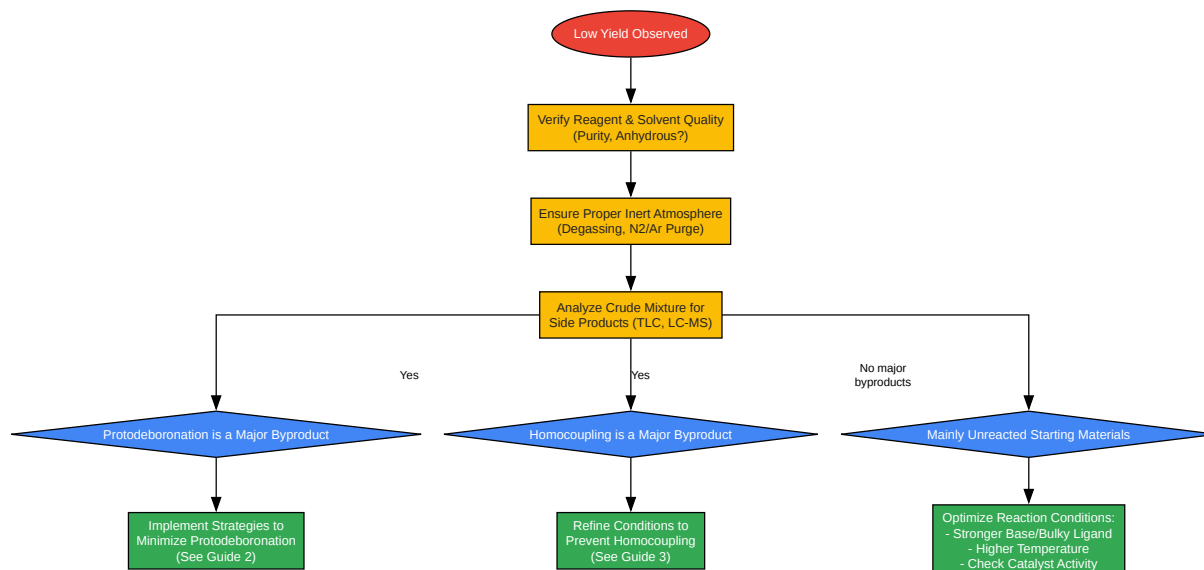 Low Yield Observed
Verify Reagent & Solvent Quality
(Purity, Anhydrous?)
Ensure Proper Inert Atmosphere
(Degassing, N2/Ar Purge)
Analyze Crude Mixture for
Side Products (TLC, LC-MS)
Yes
Yes
No major
byproducts
Protodeboronation is a Major Byproduct
Homocoupling is a Major Byproduct
Mainly Unreacted Starting Materials
Implement Strategies to
Minimize Protodeboronation
(See Guide 2)
Refine Conditions to
Prevent Homocoupling
(See Guide 3)
Optimize Reaction Conditions:
- Stronger Base/Bulky Ligand
- Higher Temperature
- Check Catalyst Activity